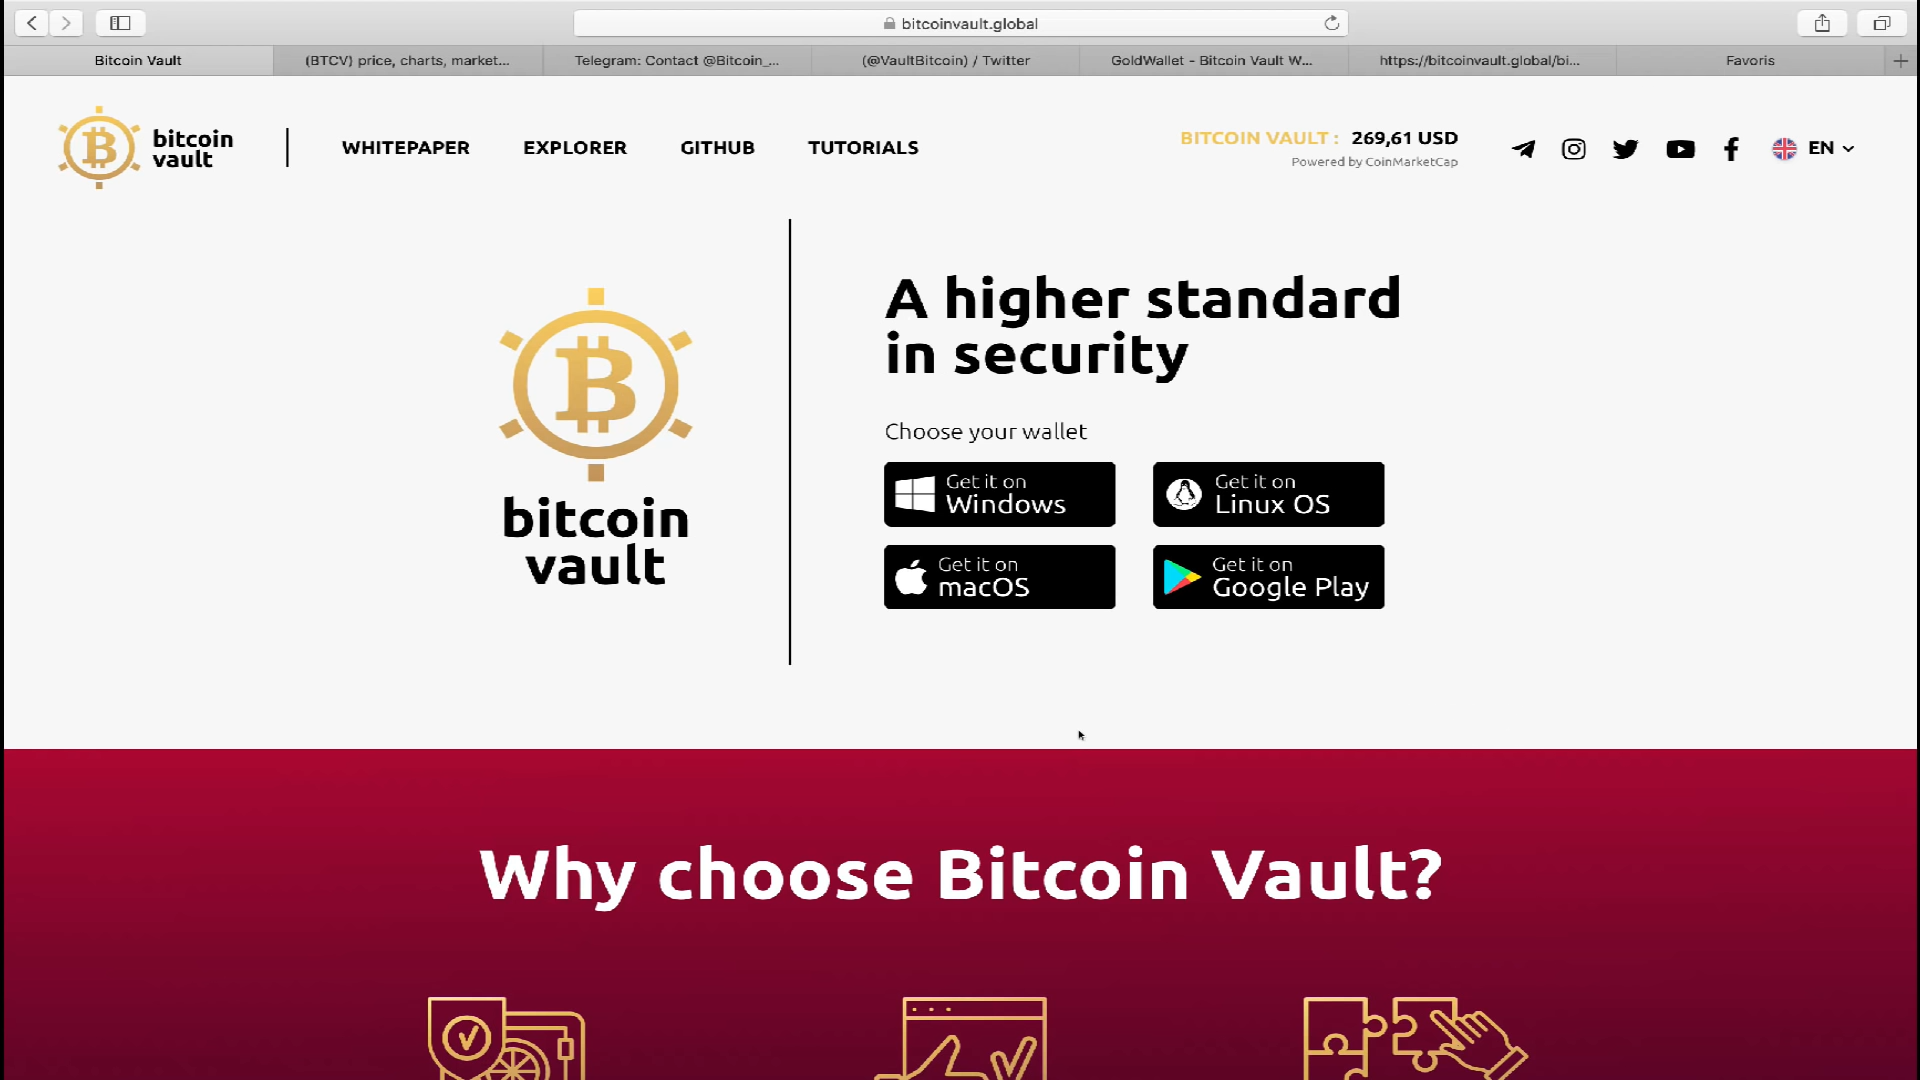 bitcoinvault.global
Bitcoin Vault
(BTCV) price, charts, market...
Telegram: Contact @Bitcoin_...
(@VaultBitcoin) / Twitter
GoldWallet - Bitcoin Vault W...
https://bitcoinvault.global/bi...
Favoris
bitcoin
vault
WHITEPAPER
EXPLORER
GITHUB
TUTORIALS
BITCOIN VAULT : 269,61 USD
Powered by CoinMarketCap
EN
bitcoin
vault
A higher standard
in security
Choose your wallet
Get it on
Windows
Get it on
Linux OS
Get it on
macOS
Get it on
Google Play
Why choose Bitcoin Vault?